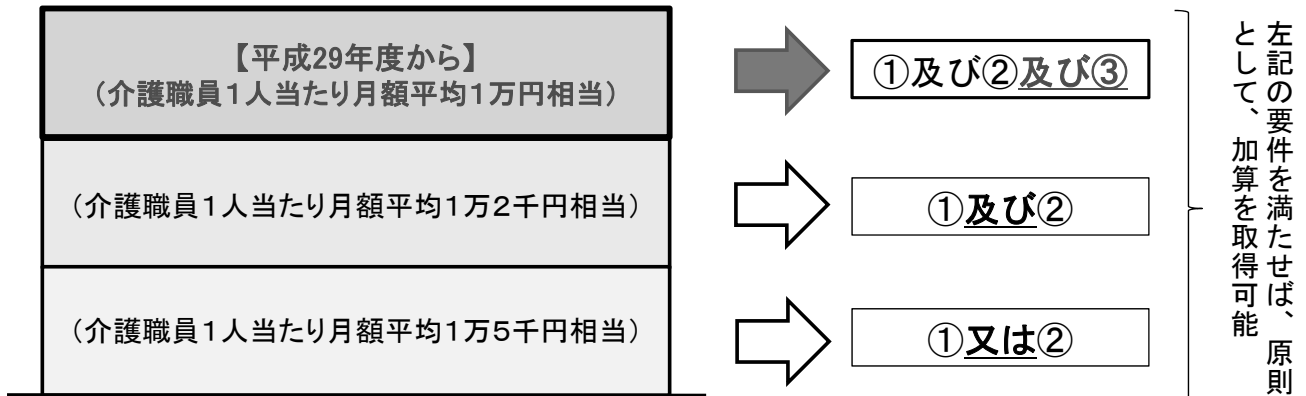 【平成29年度から】
（介護職員１人当たり月額平均１万円相当）
①及び②及び③
（介護職員１人当たり月額平均１万２千円相当）
①及び②
（介護職員１人当たり月額平均１万５千円相当）
①又は②
左記の要件を満たせば、原則
として、加算を取得可能